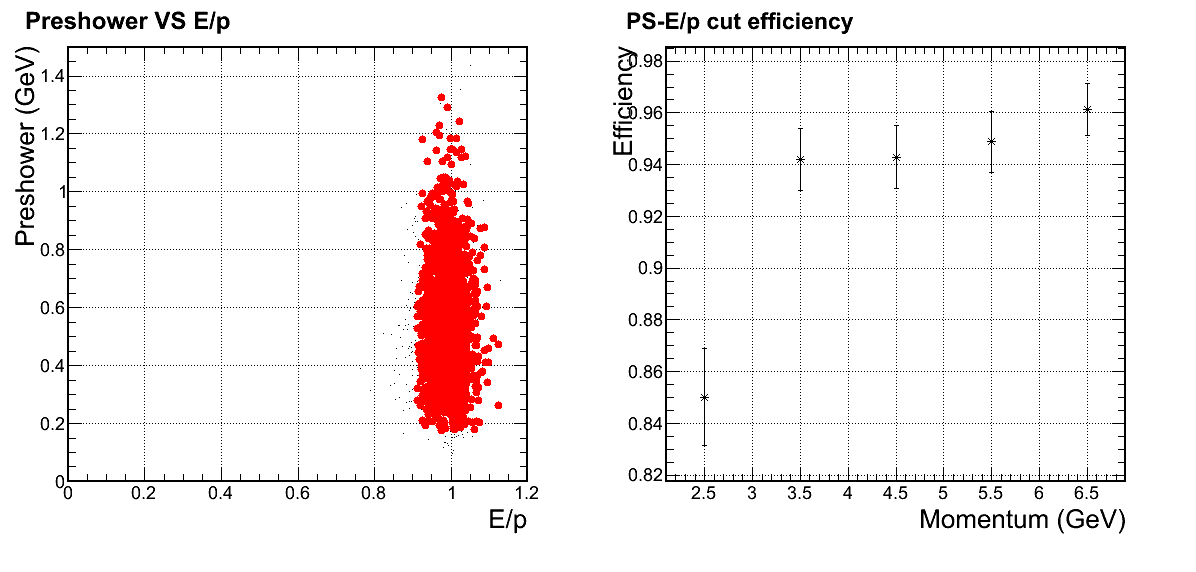 Preshower VS E/p
Preshower (GeV)
1.4
1.2
1
0.8
0.6
0.4
0.2
0
0 0.2 0.4 0.6 0.8 1 1.2
E/p
PS-E/p cut efficiency
Efficiency
0.98
0.96
0.94
0.92
0.9
0.88
0.86
0.84
0.82
2.5 3 3.5 4 4.5 5 5.5 6 6.5
Momentum (GeV)